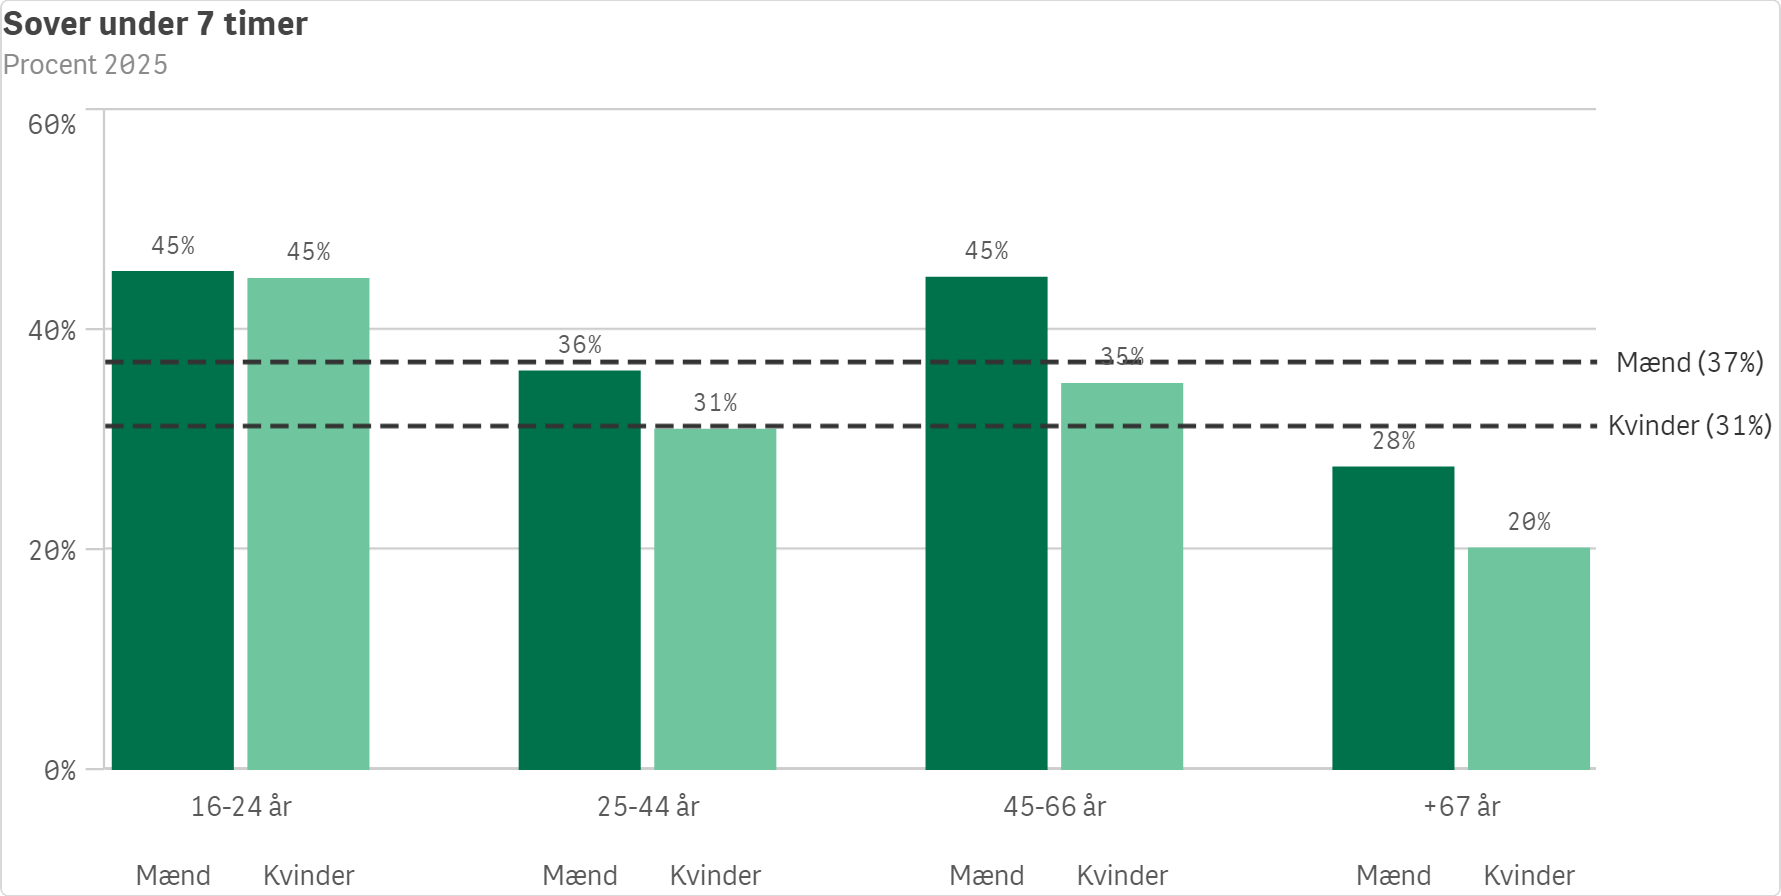 Sover under 7 timer
Procent 2025
60%
40%
20%
0%
45%
45%
36%
31%
45%
35%
28%
20%
Mænd (37%)
Kvinder (31%)
16-24 år
25-44 år
45-66 år
+67 år
Mænd Kvinder Mænd Kvinder Mænd Kvinder Mænd Kvinder